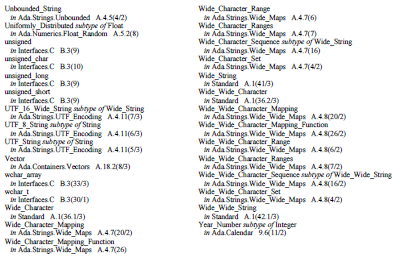 Unbounded_String
in Ada.Strings.Unbounded A.4.5(4/2)
Uniformly_Distributed subtype of Float
in Ada.Numerics.Float_Random A.5.2(8)
unsigned
in Interfaces.C B.3(9)
unsigned_char
in Interfaces.C B.3(10)
unsigned_long
in Interfaces.C B.3(9)
unsigned_short
in Interfaces.C B.3(9)
UTF_16_Wide_String subtype of Wide_String
in Ada.Strings.UTF_Encoding A.4.11(7/3)
UTF_8_String subtype of String
in Ada.Strings.UTF_Encoding A.4.11(6/3)
UTF_String subtype of String
in Ada.Strings.UTF_Encoding A.4.11(5/3)
Vector
in Ada.Containers.Vectors A.18.2(8/3)
wchar_array
in Interfaces.C B.3(33/3)
wchar_t
in Interfaces.C B.3(30/1)
Wide_Character
in Standard A.1(36.1/3)
Wide_Character_Mapping
in Ada.Strings.Wide_Maps A.4.7(20/2)
Wide_Character_Mapping_Function
in Ada.Strings.Wide_Maps A.4.7(26)
Wide_Character_Range
in Ada.Strings.Wide_Maps A.4.7(6)
Wide_Character_Ranges
in Ada.Strings.Wide_Maps A.4.7(7)
Wide_Character_Sequence subtype of Wide_String
in Ada.Strings.Wide_Maps A.4.7(16)
Wide_Character_Set
in Ada.Strings.Wide_Maps A.4.7(4/2)
Wide_String
in Standard A.1(41/3)
Wide_Wide_Character
in Standard A.1(36.2/3)
Wide_Wide_Character_Mapping
in Ada.Strings.Wide_Wide_Maps A.4.8(20/2)
Wide_Wide_Character_Mapping_Function
in Ada.Strings.Wide_Wide_Maps A.4.8(26/2)
Wide_Wide_Character_Range
in Ada.Strings.Wide_Wide_Maps A.4.8(6/2)
Wide_Wide_Character_Ranges
in Ada.Strings.Wide_Wide_Maps A.4.8(7/2)
Wide_Wide_Character_Sequence subtype of Wide_Wide_String
in Ada.Strings.Wide_Wide_Maps A.4.8(16/2)
Wide_Wide_Character_Set
in Ada.Strings.Wide_Wide_Maps A.4.8(4/2)
Wide_Wide_String
in Standard A.1(42.1/3)
Year_Number subtype of Integer
in Ada.Calendar 9.6(11/2)